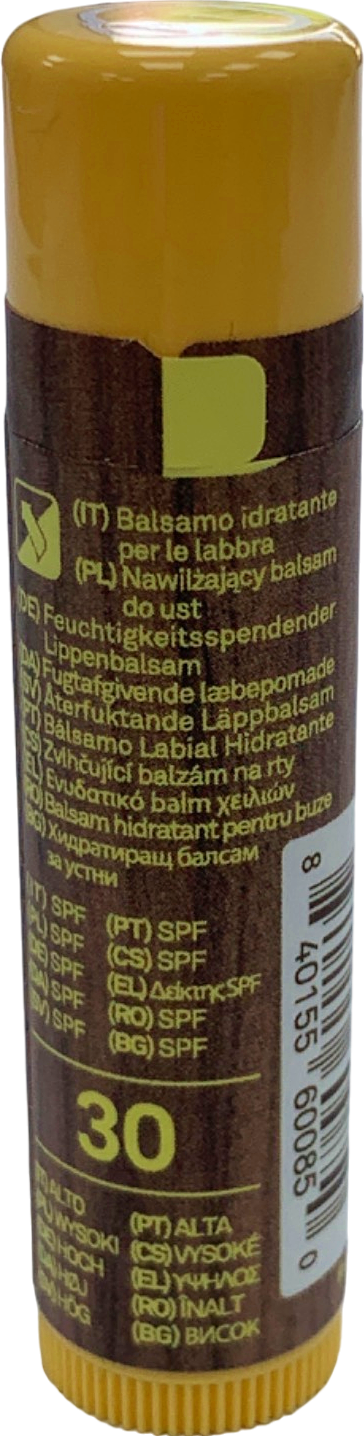 (IT) Balsamo idratante
per le labbra
(PL) Nawilżający balsam
do ust
(DE) Feuchtigkeitsspendender
Lippenbalsam
(DA) Fugtafgivende læbepomade
(SV) Återfuktande Läppbalsam
(PT) Bálsamo Labial Hidratante
(CS) Zvlhčující balzám na rty
(EL) Ενυδατικό balm χειλιών
(RO) Balsam hidratant pentru buze
(BG) Хидратиращ балсам
за устни
(IT) SPF
(PL) SPF
(DE) SPF
(DA) SPF
(SV) SPF
(PT) SPF
(CS) SPF
(EL) Δείκτης SPF
(RO) SPF
(BG) SPF
30
(IT) ALTO
(PL) WYSOKI
(DE) HOCH
(DA) HØJ
(SV) HÖG
(PT) ALTA
(CS) VYSOKÉ
(EL) ΥΨΗΛΟΣ
(RO) ÎNALT
(BG) ВИСОК
8 40155 60085 0